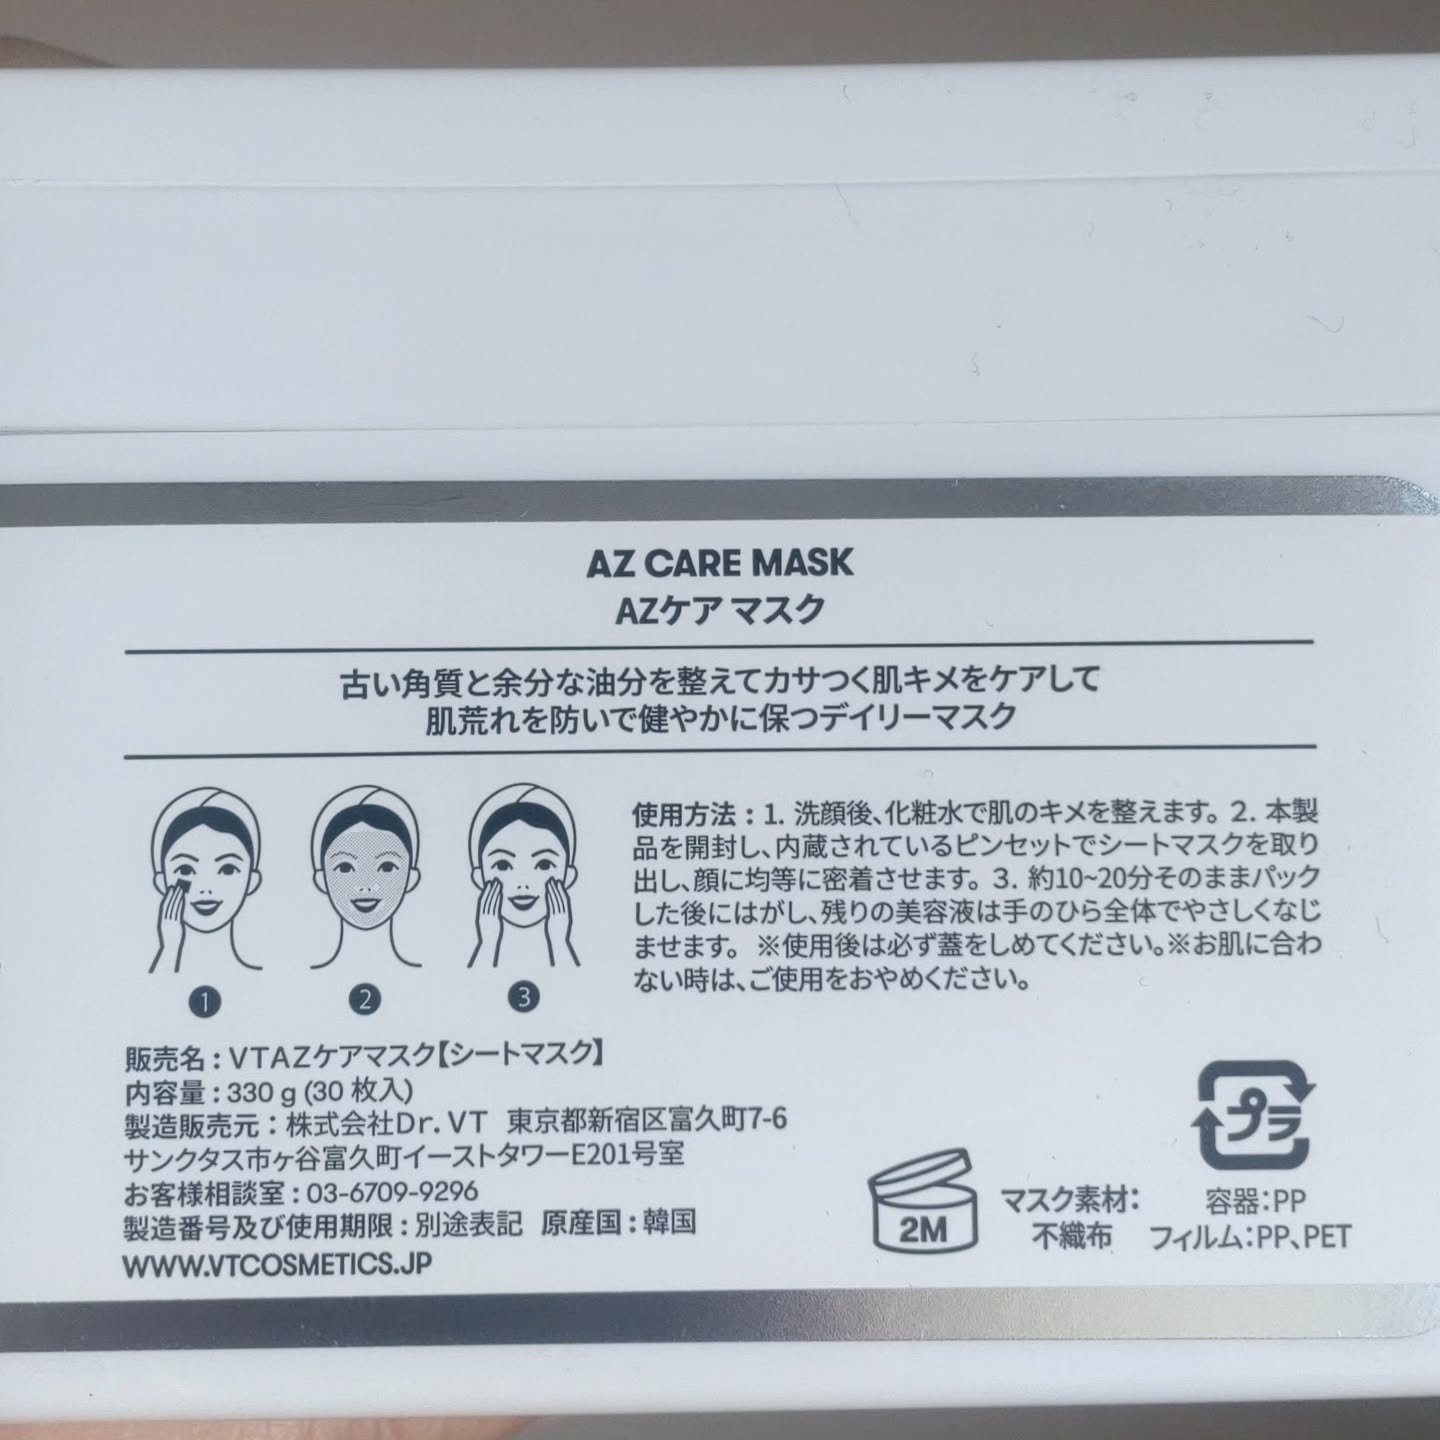 AZ CARE MASK
AZケア マスク
古い角質と余分な油分を整えてカサつく肌キメをケアして
肌荒れを防いで健やかに保つデイリーマスク
使用方法：1. 洗顔後、化粧水で肌のキメを整えます。2. 本製
品を開封し、内蔵されているピンセットでシートマスクを取り
出し、顔に均等に密着させます。3. 約10~20分そのままパック
した後にはがし、残りの美容液は手のひら全体でやさしくなじ
ませます。 ※使用後は必ず蓋をしめてください。※お肌に合わ
ない時は、ご使用をおやめください。
1
2
3
販売名：VTAZケアマスク【シートマスク】
内容量：330 g (30 枚入)
製造販売元：株式会社Dr.VT 東京都新宿区富久町7-6
サンクタス市ヶ谷富久町イーストタワーE201号室
お客様相談室：03-6709-9296
製造番号及び使用期限：別途表記 原産国：韓国
WWW.VTCOSMETICS.JP
2M
マスク素材：
不織布
プラ
容器：PP
フィルム：PP、PET